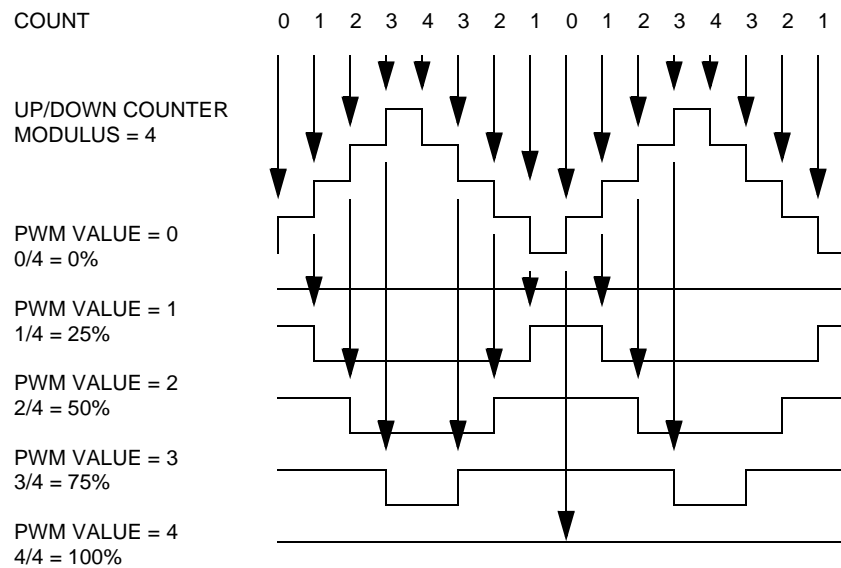 COUNT 0 1 2 3 4 3 2 1 0 1 2 3 4 3 2 1
UP/DOWN COUNTER
MODULUS = 4
PWM VALUE = 0
0/4 = 0%
PWM VALUE = 1
1/4 = 25%
PWM VALUE = 2
2/4 = 50%
PWM VALUE = 3
3/4 = 75%
PWM VALUE = 4
4/4 = 100%